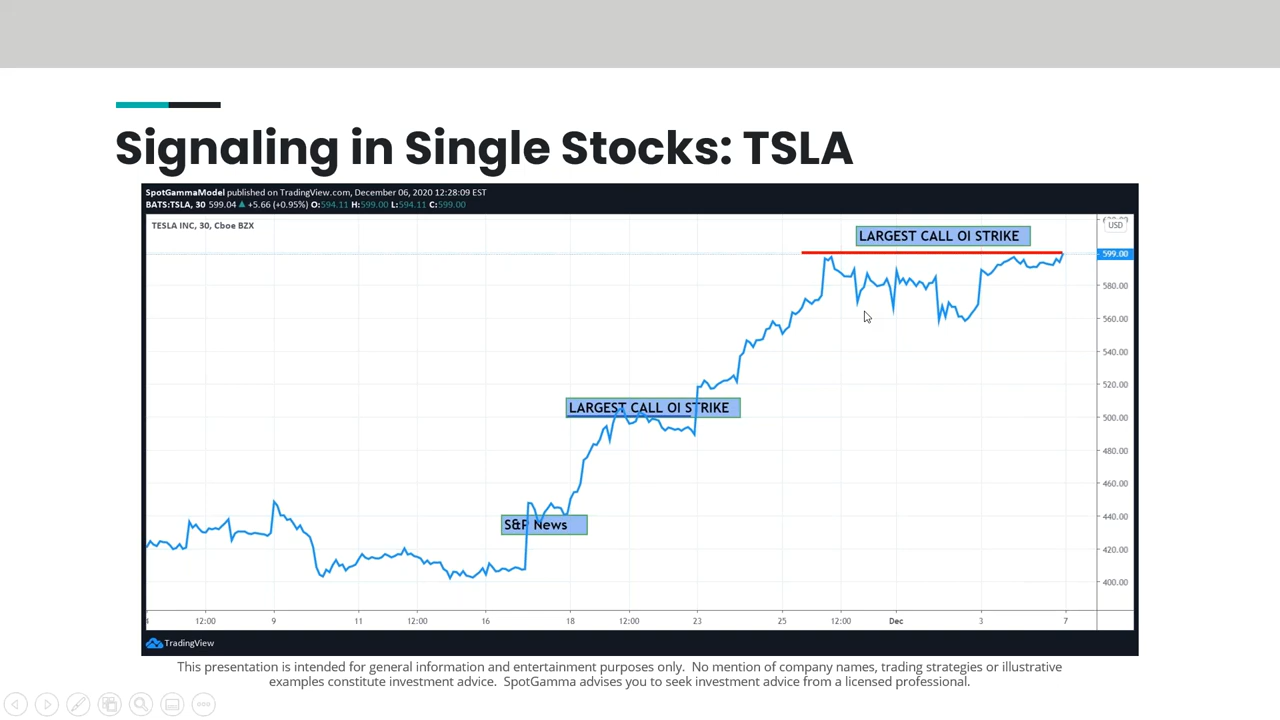 Signaling in Single Stocks: TSLA
SpotGammaModel published on TradingView.com, December 06, 2020 12:28:09 EST
BATS:TSLA, 30 599.04 ▲ +5.66 (+0.95%) O:594.11 H:599.00 L:594.11 C:599.00
TESLA INC, 30, Cboe BZX
USD
LARGEST CALL OI STRIKE
599.00
580.00
560.00
540.00
520.00
LARGEST CALL OI STRIKE
500.00
480.00
460.00
440.00
S&P News
420.00
400.00
12:00 9 11 12:00 16 18 12:00 23 25 12:00 Dec 3 7
TradingView
This presentation is intended for general information and entertainment purposes only. No mention of company names, trading strategies or illustrative
examples constitute investment advice. SpotGamma advises you to seek investment advice from a licensed professional.